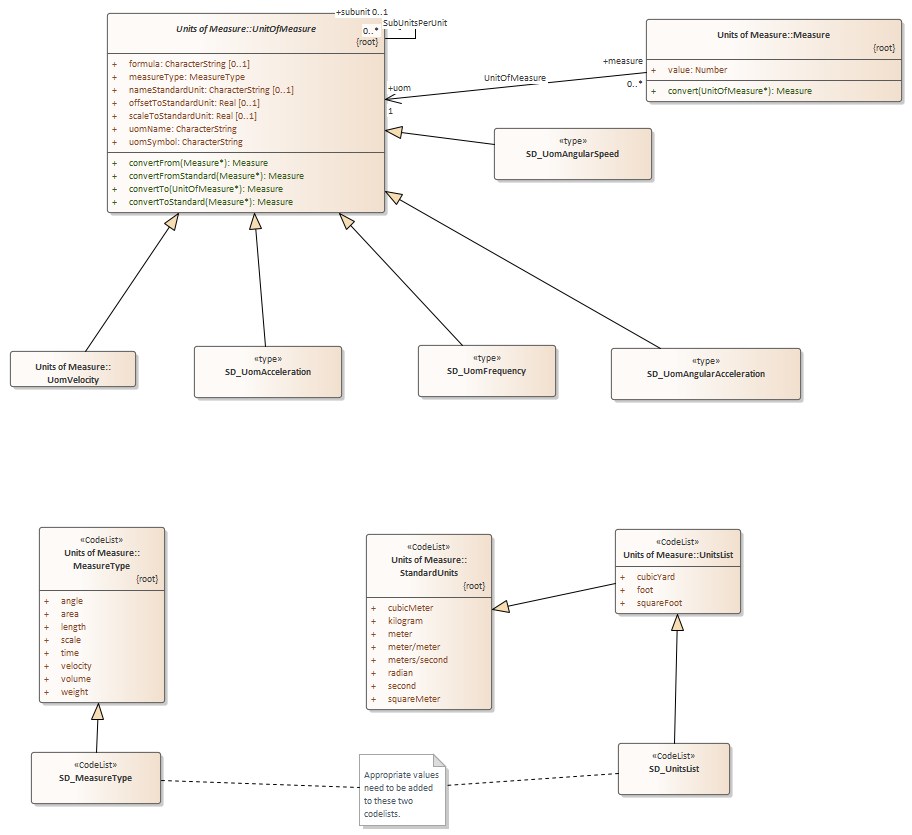 +subunit 0..1
SubUnitsPerUnit
0..*
Units of Measure::UnitOfMeasure
{root}
+ formula: CharacterString [0..1]
+ measureType: MeasureType
+ nameStandardUnit: CharacterString [0..1]
+ offsetToStandardUnit: Real [0..1]
+ scaleToStandardUnit: Real [0..1]
+ uomName: CharacterString
+ uomSymbol: CharacterString
+ convertFrom(Measure*): Measure
+ convertFromStandard(Measure*): Measure
+ convertTo(UnitOfMeasure*): Measure
+ convertToStandard(Measure*): Measure
+uom
1
UnitOfMeasure
+measure
0..*
Units of Measure::Measure
{root}
+ value: Number
+ convert(UnitOfMeasure*): Measure
«type»
SD_UomAngularSpeed
Units of Measure::
UomVelocity
«type»
SD_UomAcceleration
«type»
SD_UomFrequency
«type»
SD_UomAngularAcceleration
«CodeList»
Units of Measure::
MeasureType
{root}
+ angle
+ area
+ length
+ scale
+ time
+ velocity
+ volume
+ weight
«CodeList»
Units of Measure::
StandardUnits
{root}
+ cubicMeter
+ kilogram
+ meter
+ meter/meter
+ meters/second
+ radian
+ second
+ squareMeter
«CodeList»
Units of Measure::UnitsList
+ cubicYard
+ foot
+ squareFoot
«CodeList»
SD_MeasureType
Appropriate values
need to be added
to these two
codelists.
«CodeList»
SD_UnitsList